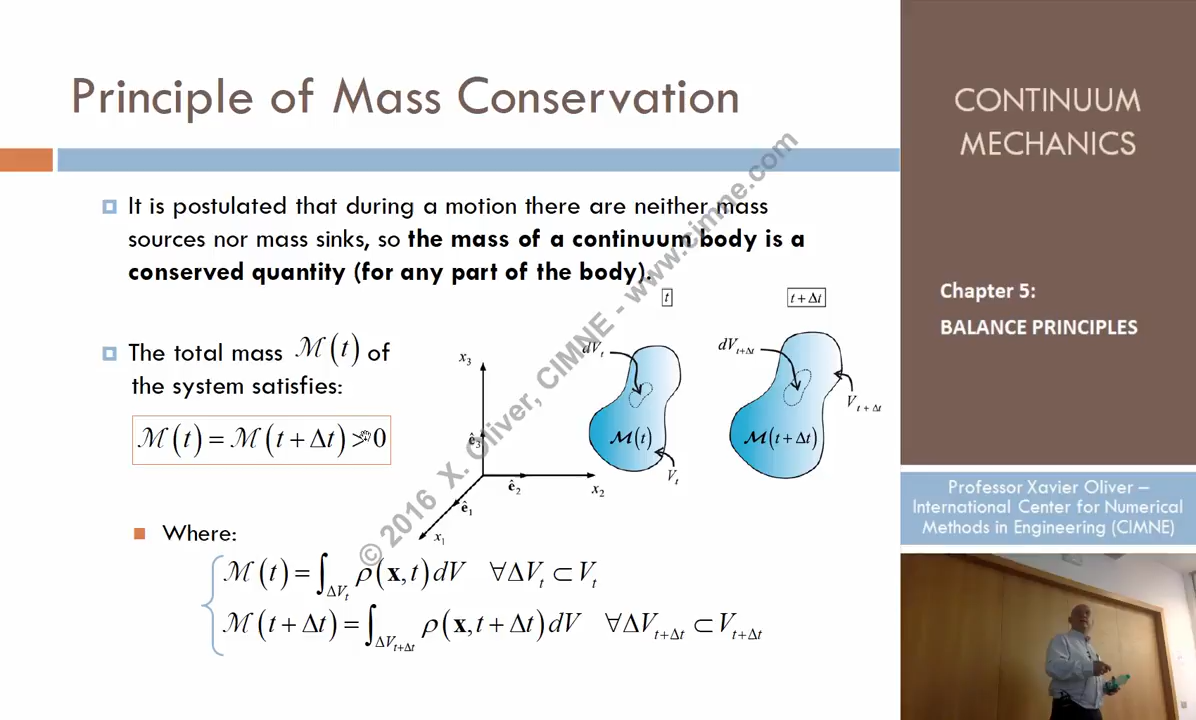 Principle of Mass Conservation
It is postulated that during a motion there are neither mass
sources nor mass sinks, so the mass of a continuum body is a
conserved quantity (for any part of the body).
The total mass ℳ(t) of
the system satisfies:
ℳ(t) = ℳ(t + Δt) > 0
t
t + Δt
x₃
ê₃
ê₂
x₂
ê₁
x₁
dVₜ
ℳ(t)
Vₜ
dVₜ₊Δₜ
ℳ(t + Δt)
Vₜ₊Δₜ
Where:
ℳ(t) = ∫_ΔVₜ ρ(x, t) dV ∀ΔVₜ ⊂ Vₜ
ℳ(t + Δt) = ∫_ΔVₜ₊Δₜ ρ(x, t + Δt) dV ∀ΔVₜ₊Δₜ ⊂ Vₜ₊Δₜ
© 2016 X. Oliver, CIMNE - www.cimne.com
CONTINUUM
MECHANICS
Chapter 5:
BALANCE PRINCIPLES
Professor Xavier Oliver –
International Center for Numerical
Methods in Engineering (CIMNE)